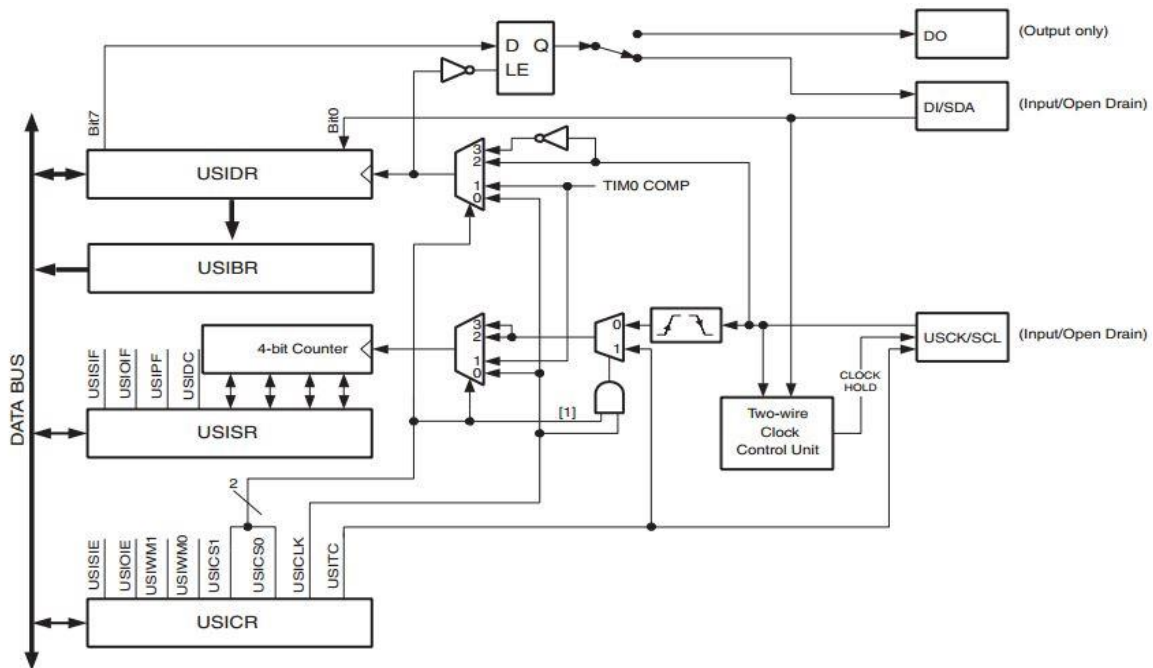 DO
(Output only)
D Q
LE
DI/SDA
(Input/Open Drain)
Bit7
Bit0
USIDR
3
2
1
0
TIM0 COMP
USIBR
DATA BUS
4-bit Counter
3
2
1
0
0
1
USCK/SCL
(Input/Open Drain)
CLOCK
HOLD
USISIF
USIOIF
USIPF
USIDC
[1]
USISR
Two-wire
Clock
Control Unit
2
USISIE
USIOIE
USIWM1
USIWM0
USICS1
USICS0
USICLK
USITC
USICR